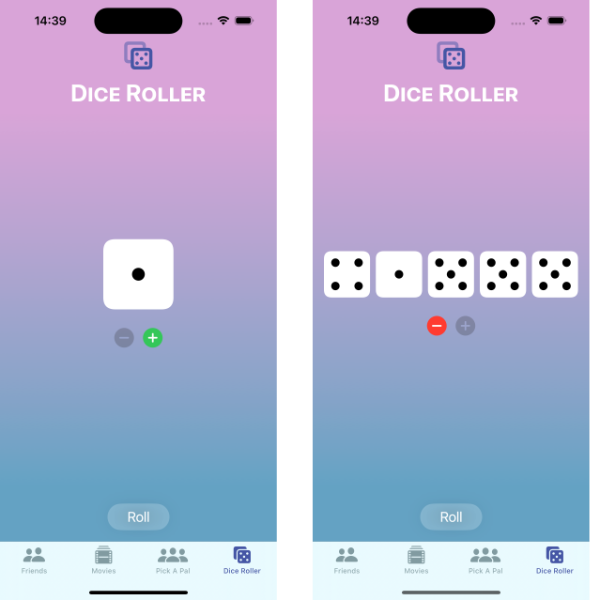 14:39
DICE ROLLER
Roll
Friends Movies Pick A Pal Dice Roller
14:39
DICE ROLLER
Roll
Friends Movies Pick A Pal Dice Roller